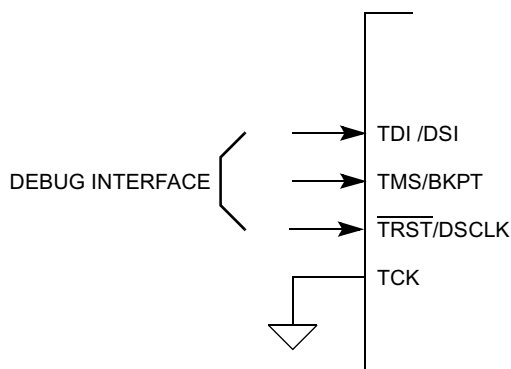 TDI /DSI
DEBUG INTERFACE
TMS/BKPT
TRST/DSCLK
TCK